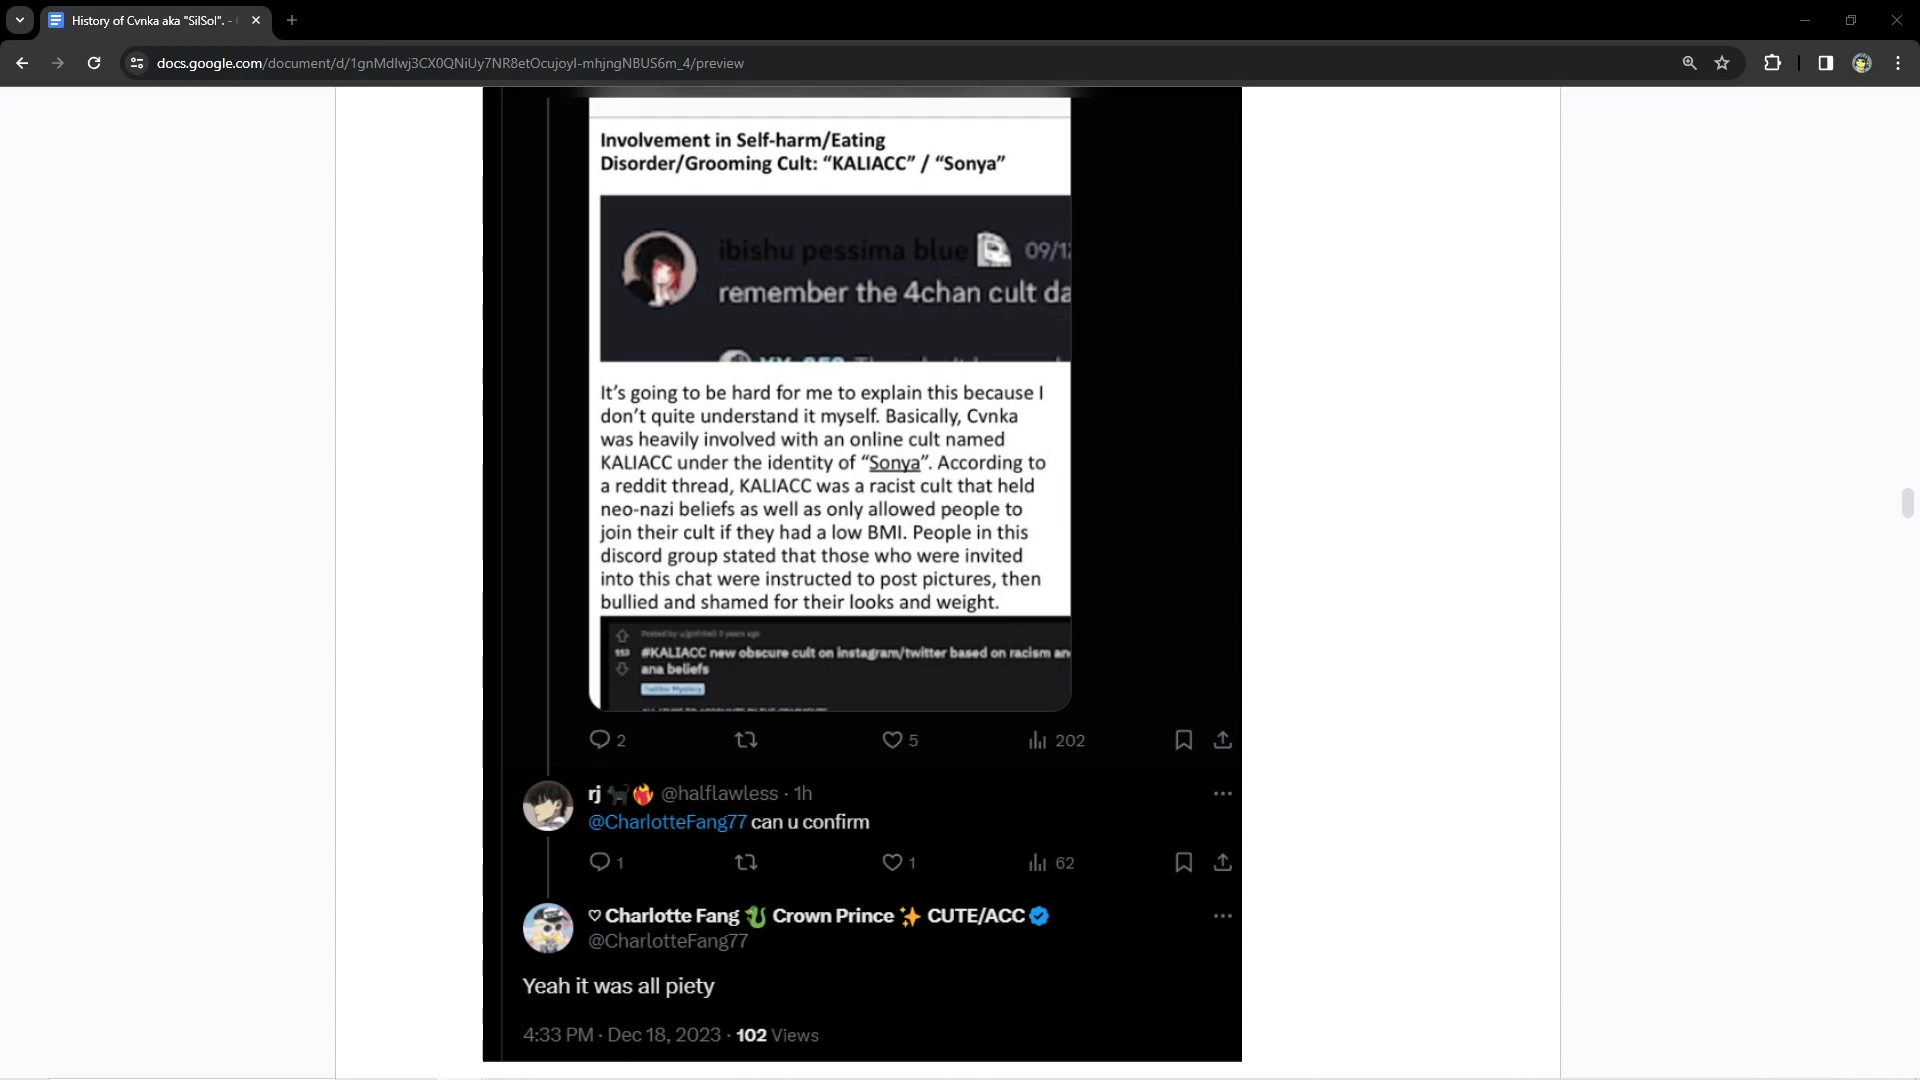 History of Cvnka aka "SilSol". -
docs.google.com/document/d/1gnMdIwj3CX0QNiUy7NR8etOcujoyI-mhjngNBUS6m_4/preview
Involvement in Self-harm/Eating
Disorder/Grooming Cult: “KALIACC” / “Sonya”
ibishu pessima blue 09/1
remember the 4chan cult da
It’s going to be hard for me to explain this because I
don’t quite understand it myself. Basically, Cvnka
was heavily involved with an online cult named
KALIACC under the identity of “Sonya”. According to
a reddit thread, KALIACC was a racist cult that held
neo-nazi beliefs as well as only allowed people to
join their cult if they had a low BMI. People in this
discord group stated that those who were invited
into this chat were instructed to post pictures, then
bullied and shamed for their looks and weight.
Posted by 3 years ago
#KALIACC new obscure cult on instagram/twitter based on racism an
ana beliefs
Twitter Mystery
2 5 202
rj @halflawless · 1h
@CharlotteFang77 can u confirm
1 1 62
♡ Charlotte Fang 🐉 Crown Prince ✨ CUTE/ACC
@CharlotteFang77
Yeah it was all piety
4:33 PM · Dec 18, 2023 · 102 Views